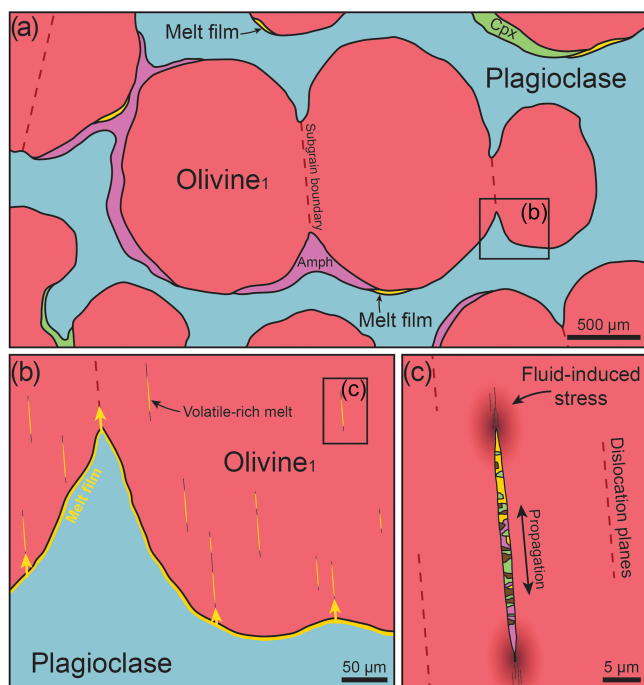 (a)
Melt film
Cpx
Plagioclase
Subgrain boundary
Olivine1
(b)
Amph
Melt film
500 µm
(b)
(c)
Volatile-rich melt
Olivine1
Melt film
Plagioclase
50 µm
(c)
Fluid-induced
stress
Dislocation planes
Propagation
5 µm